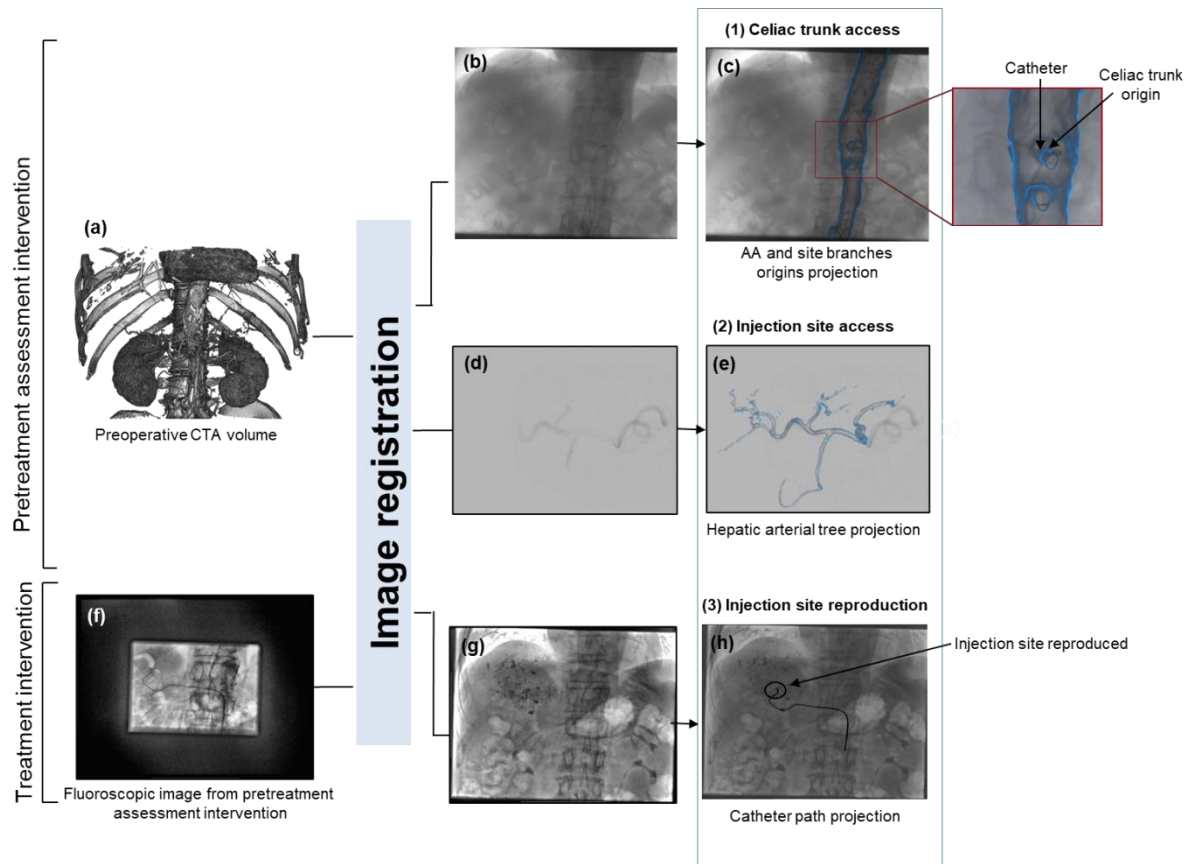 Pretreatment assessment intervention
Treatment intervention
(a)
Preoperative CTA volume
(f)
Fluoroscopic image from pretreatment
assessment intervention
Image registration
(b)
(d)
(g)
(1) Celiac trunk access
(c)
AA and site branches
origins projection
Catheter
Celiac trunk
origin
(2) Injection site access
(e)
Hepatic arterial tree projection
(3) Injection site reproduction
(h)
Injection site reproduced
Catheter path projection